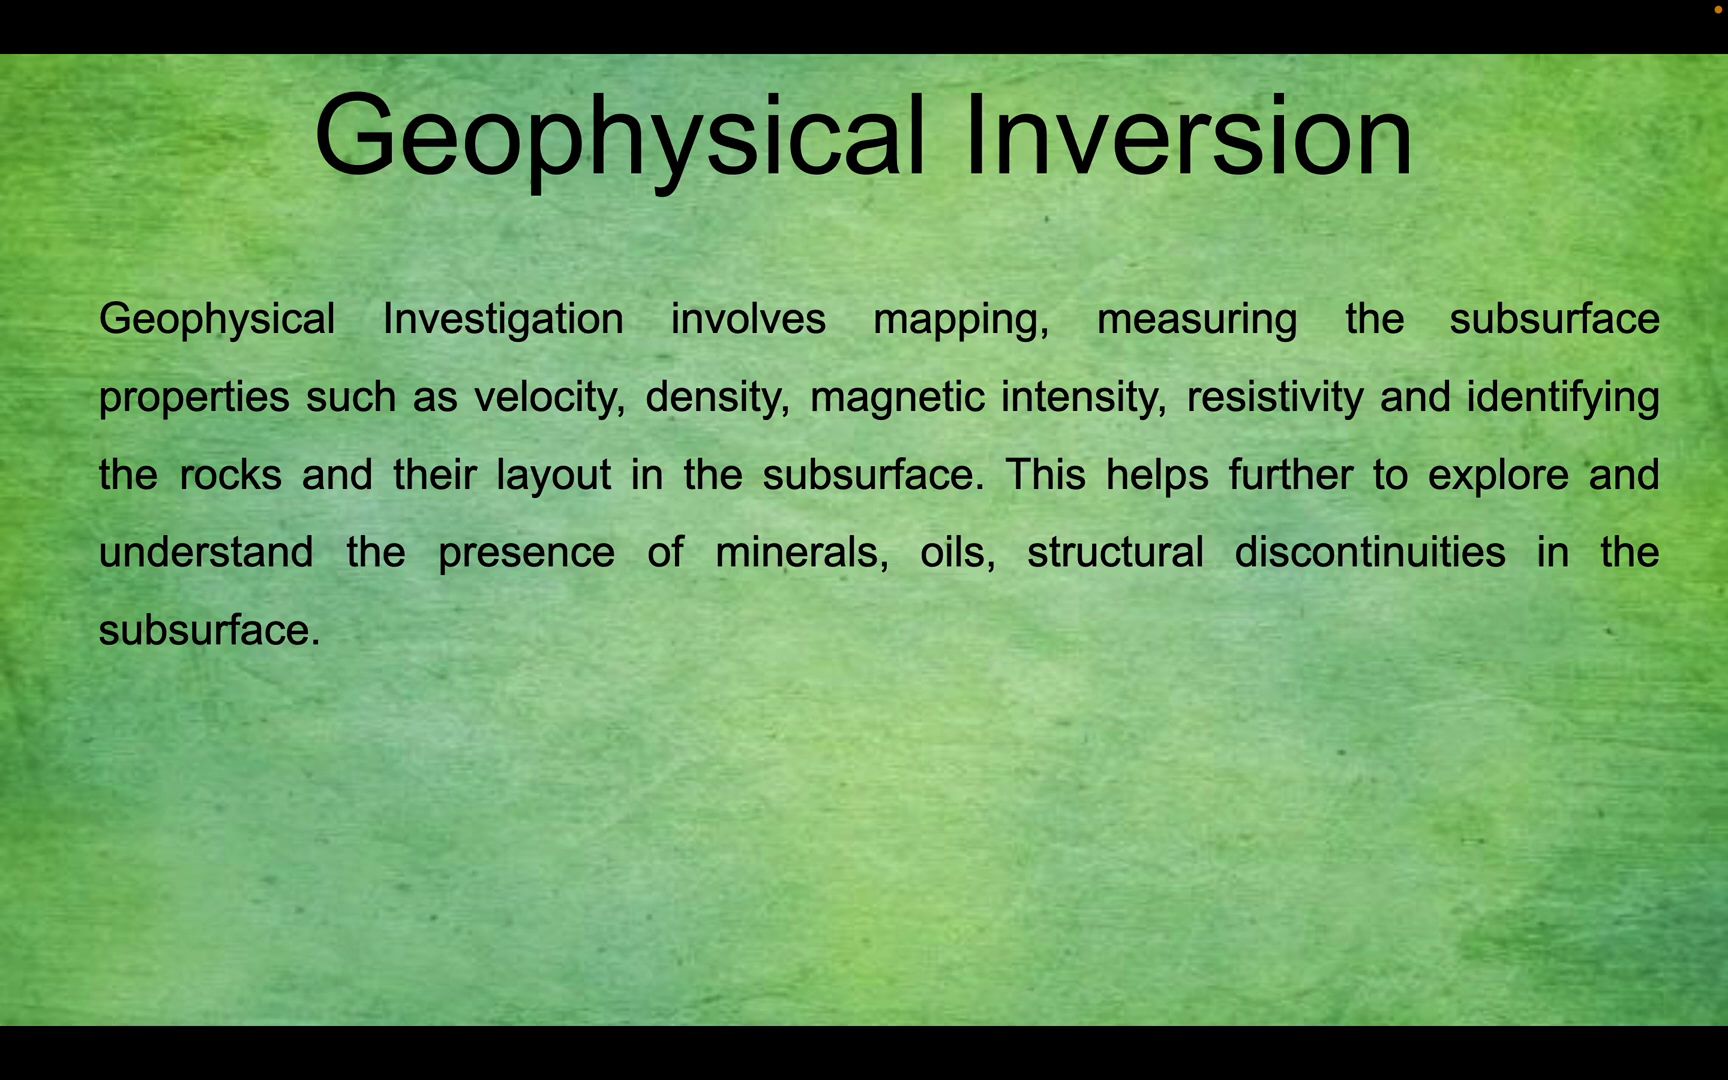 Geophysical Inversion
Geophysical Investigation involves mapping, measuring the subsurface
properties such as velocity, density, magnetic intensity, resistivity and identifying
the rocks and their layout in the subsurface. This helps further to explore and
understand the presence of minerals, oils, structural discontinuities in the
subsurface.